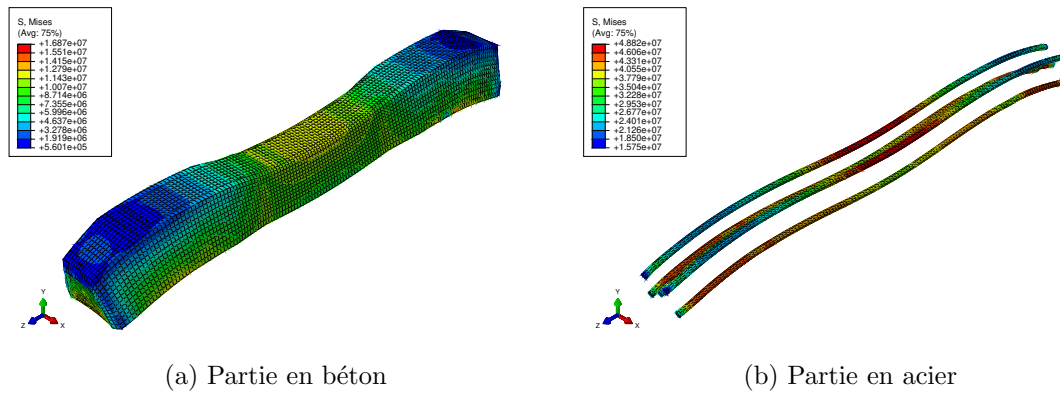 S, Mises
(Avg: 75%)
+1.687e+07
+1.551e+07
+1.415e+07
+1.279e+07
+1.143e+07
+1.007e+07
+8.714e+06
+7.355e+06
+5.996e+06
+4.637e+06
+3.278e+06
+1.919e+06
+5.601e+05
Y
Z
X
(a) Partie en béton
S, Mises
(Avg: 75%)
+4.882e+07
+4.606e+07
+4.331e+07
+4.055e+07
+3.779e+07
+3.504e+07
+3.228e+07
+2.953e+07
+2.677e+07
+2.401e+07
+2.126e+07
+1.850e+07
+1.575e+07
Y
Z
X
(b) Partie en acier